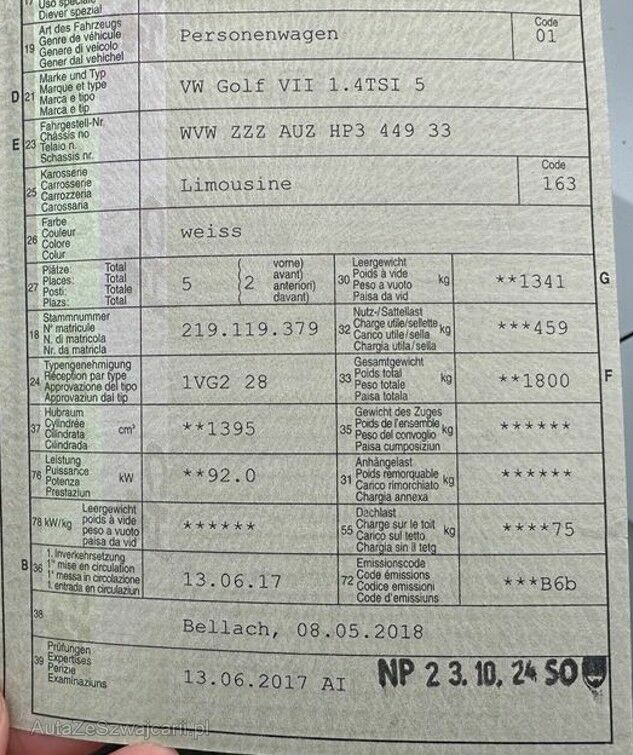 17 Uso speciale
Diever spezial
19 Art des Fahrzeugs
Genre de véhicule
Genere di veicolo
Gener dal vehichel
Personenwagen
Code
01
D 21 Marke und Typ
Marque et type
Marca e tipo
Marca e tip
VW Golf VII 1.4TSI 5
E 23 Fahrgestell-Nr.
Châssis no
Telaio n.
Schassis nr.
WVW ZZZ AUZ HP3 449 33
25 Karosserie
Carrosserie
Carrozzeria
Carossaria
Limousine
Code
163
26 Farbe
Couleur
Colore
Colur
weiss
27 Plätze: Total
Places: Total
Posti: Totale
Plazs: Total
5 { 2 vorne)
avant)
anteriori)
davant)
30 Leergewicht
Poids à vide
Peso a vuoto
Paisa da vid
kg
**1341
G
18 Stammnummer
N° matricule
N. di matricola
Nr. da matricla
219.119.379
32 Nutz-/Sattellast
Charge utile/sellette
Carico utile/sella
Chargia utila/sella
kg
***459
24 Typengenehmigung
Réception par type
Approvazione del tipo
Approvaziun dal tip
1VG2 28
33 Gesamtgewicht
Poids total
Peso totale
Paisa totala
kg
**1800
F
37 Hubraum
Cylindrée
Cilindrata
Cilindrada
cm³
**1395
35 Gewicht des Zuges
Poids de l'ensemble
Peso del convoglio
Paisa cumposiziun
kg
******
76 Leistung
Puissance
Potenza
Prestaziun
kW
**92.0
31 Anhängelast
Poids remorquable
Carico rimorchiato
Chargia annexa
kg
******
78 kW/kg Leergewicht
poids à vide
peso a vuoto
paisa da vid
******
55 Dachlast
Charge sur le toit
Carico sul tetto
Chargia sin il tetg
kg
****75
B 36 1. Inverkehrsetzung
1re mise en circulation
1a messa in circolazione
1. entrada en circulaziun
13.06.17
72 Emissionscode
Code émissions
Codice emissioni
Code d'emissiuns
***B6b
38
Bellach, 08.05.2018
39 Prüfungen
Expertises
Perizie
Examinaziuns
13.06.2017 AI
NP 23.10.24 SO
AutaZeSzwajcarii.pl